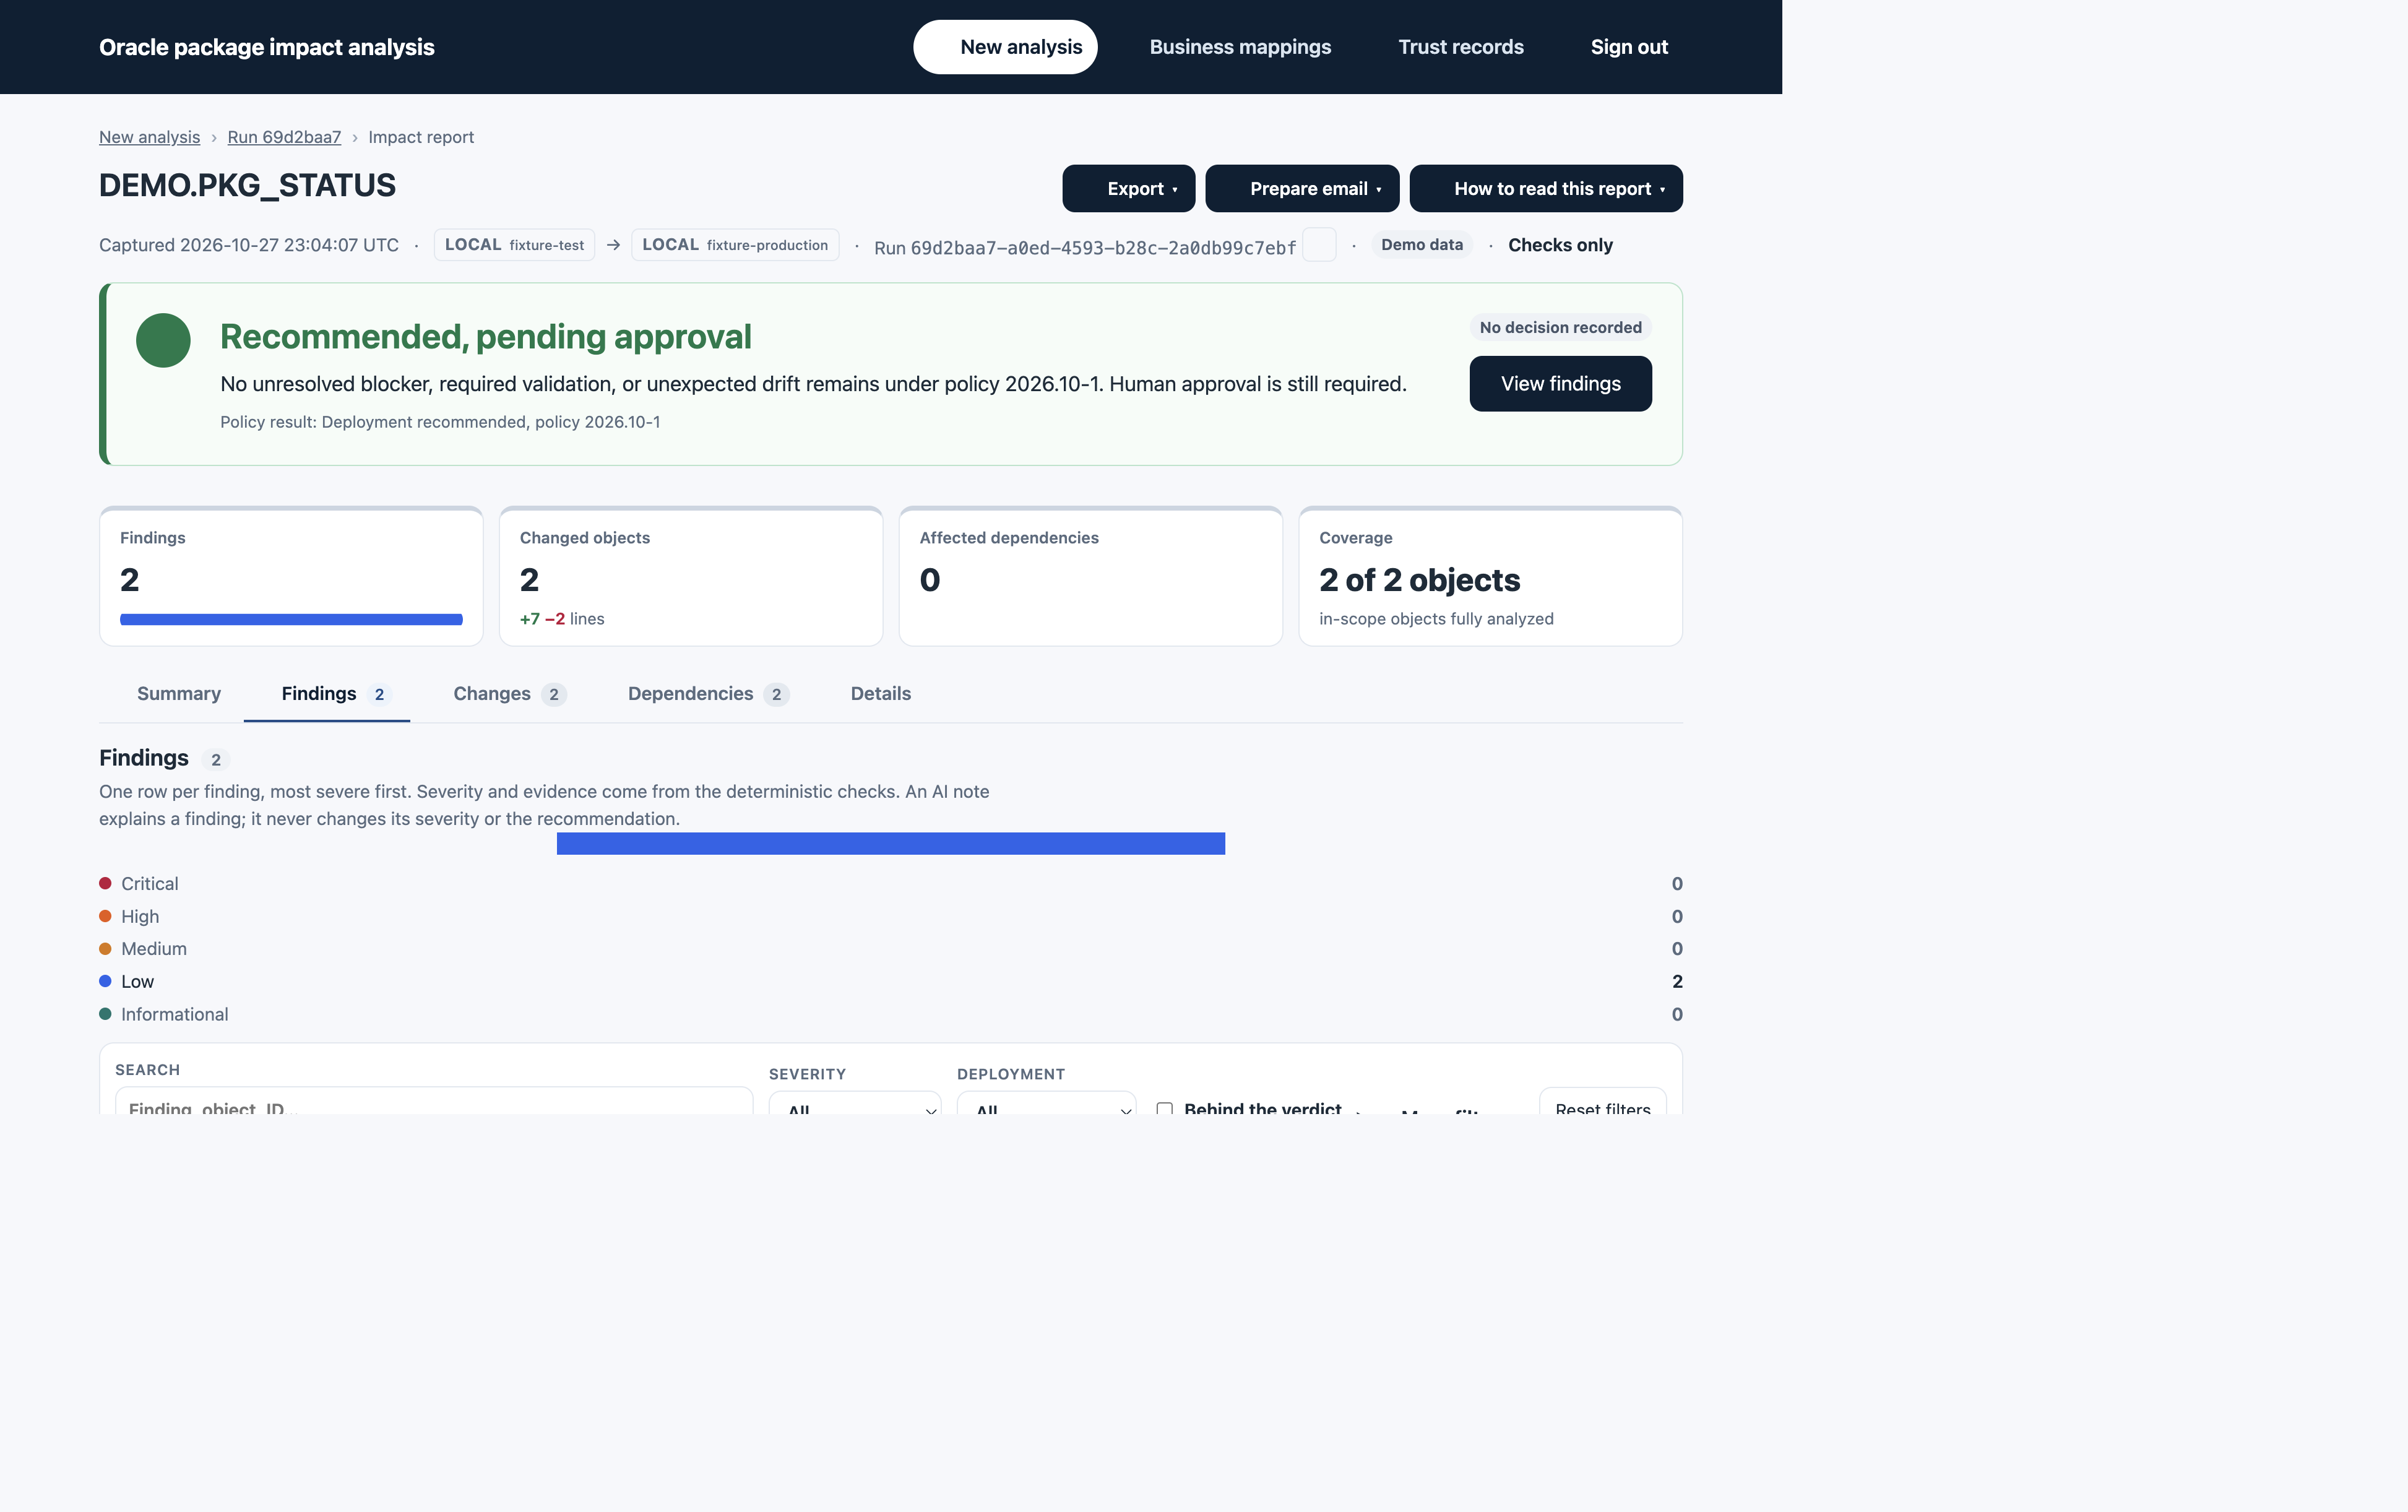 Oracle package impact analysis
New analysis
Business mappings
Trust records
Sign out
New analysis › Run 69d2baa7 › Impact report
DEMO.PKG_STATUS
Export
Prepare email
How to read this report
Captured 2026-10-27 23:04:07 UTC · LOCAL fixture-test → LOCAL fixture-production · Run 69d2baa7-a0ed-4593-b28c-2a0db99c7ebf · Demo data · Checks only
Recommended, pending approval
No unresolved blocker, required validation, or unexpected drift remains under policy 2026.10-1. Human approval is still required.
Policy result: Deployment recommended, policy 2026.10-1
No decision recorded
View findings
Findings
2
Changed objects
2
+7 −2 lines
Affected dependencies
0
Coverage
2 of 2 objects
in-scope objects fully analyzed
Summary
Findings 2
Changes 2
Dependencies 2
Details
Findings 2
One row per finding, most severe first. Severity and evidence come from the deterministic checks. An AI note
explains a finding; it never changes its severity or the recommendation.
Critical 0
High 0
Medium 0
Low 2
Informational 0
SEARCH
Finding, object, ID...
SEVERITY
All
DEPLOYMENT
All
Behind the verdict
Reset filters